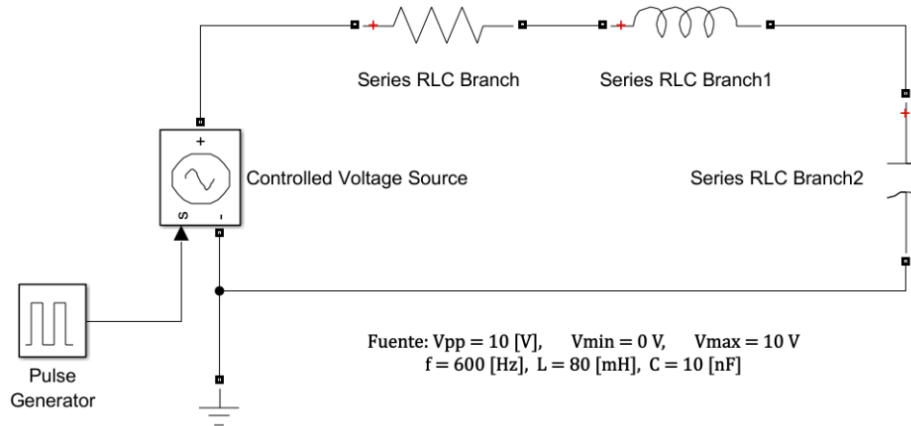 Series RLC Branch
Series RLC Branch1
+
Controlled Voltage Source
Series RLC Branch2
s
-
Fuente: Vpp = 10 [V], Vmin = 0 V, Vmax = 10 V
f = 600 [Hz], L = 80 [mH], C = 10 [nF]
Pulse
Generator